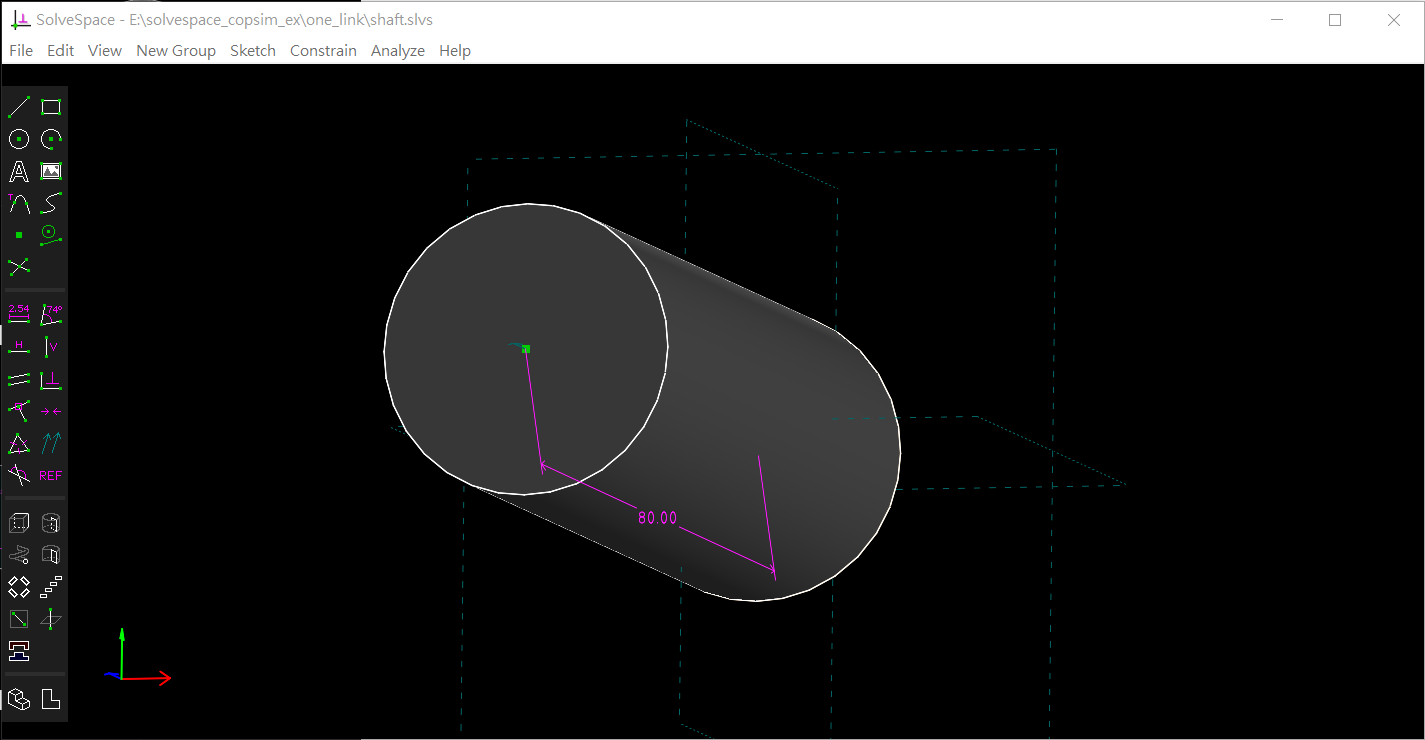 SolveSpace - E:\solvespace_copsim_ex\one_link\shaft.slvs
File Edit View New Group Sketch Constrain Analyze Help
A
T
2.54 74°
H V
REF
80.00